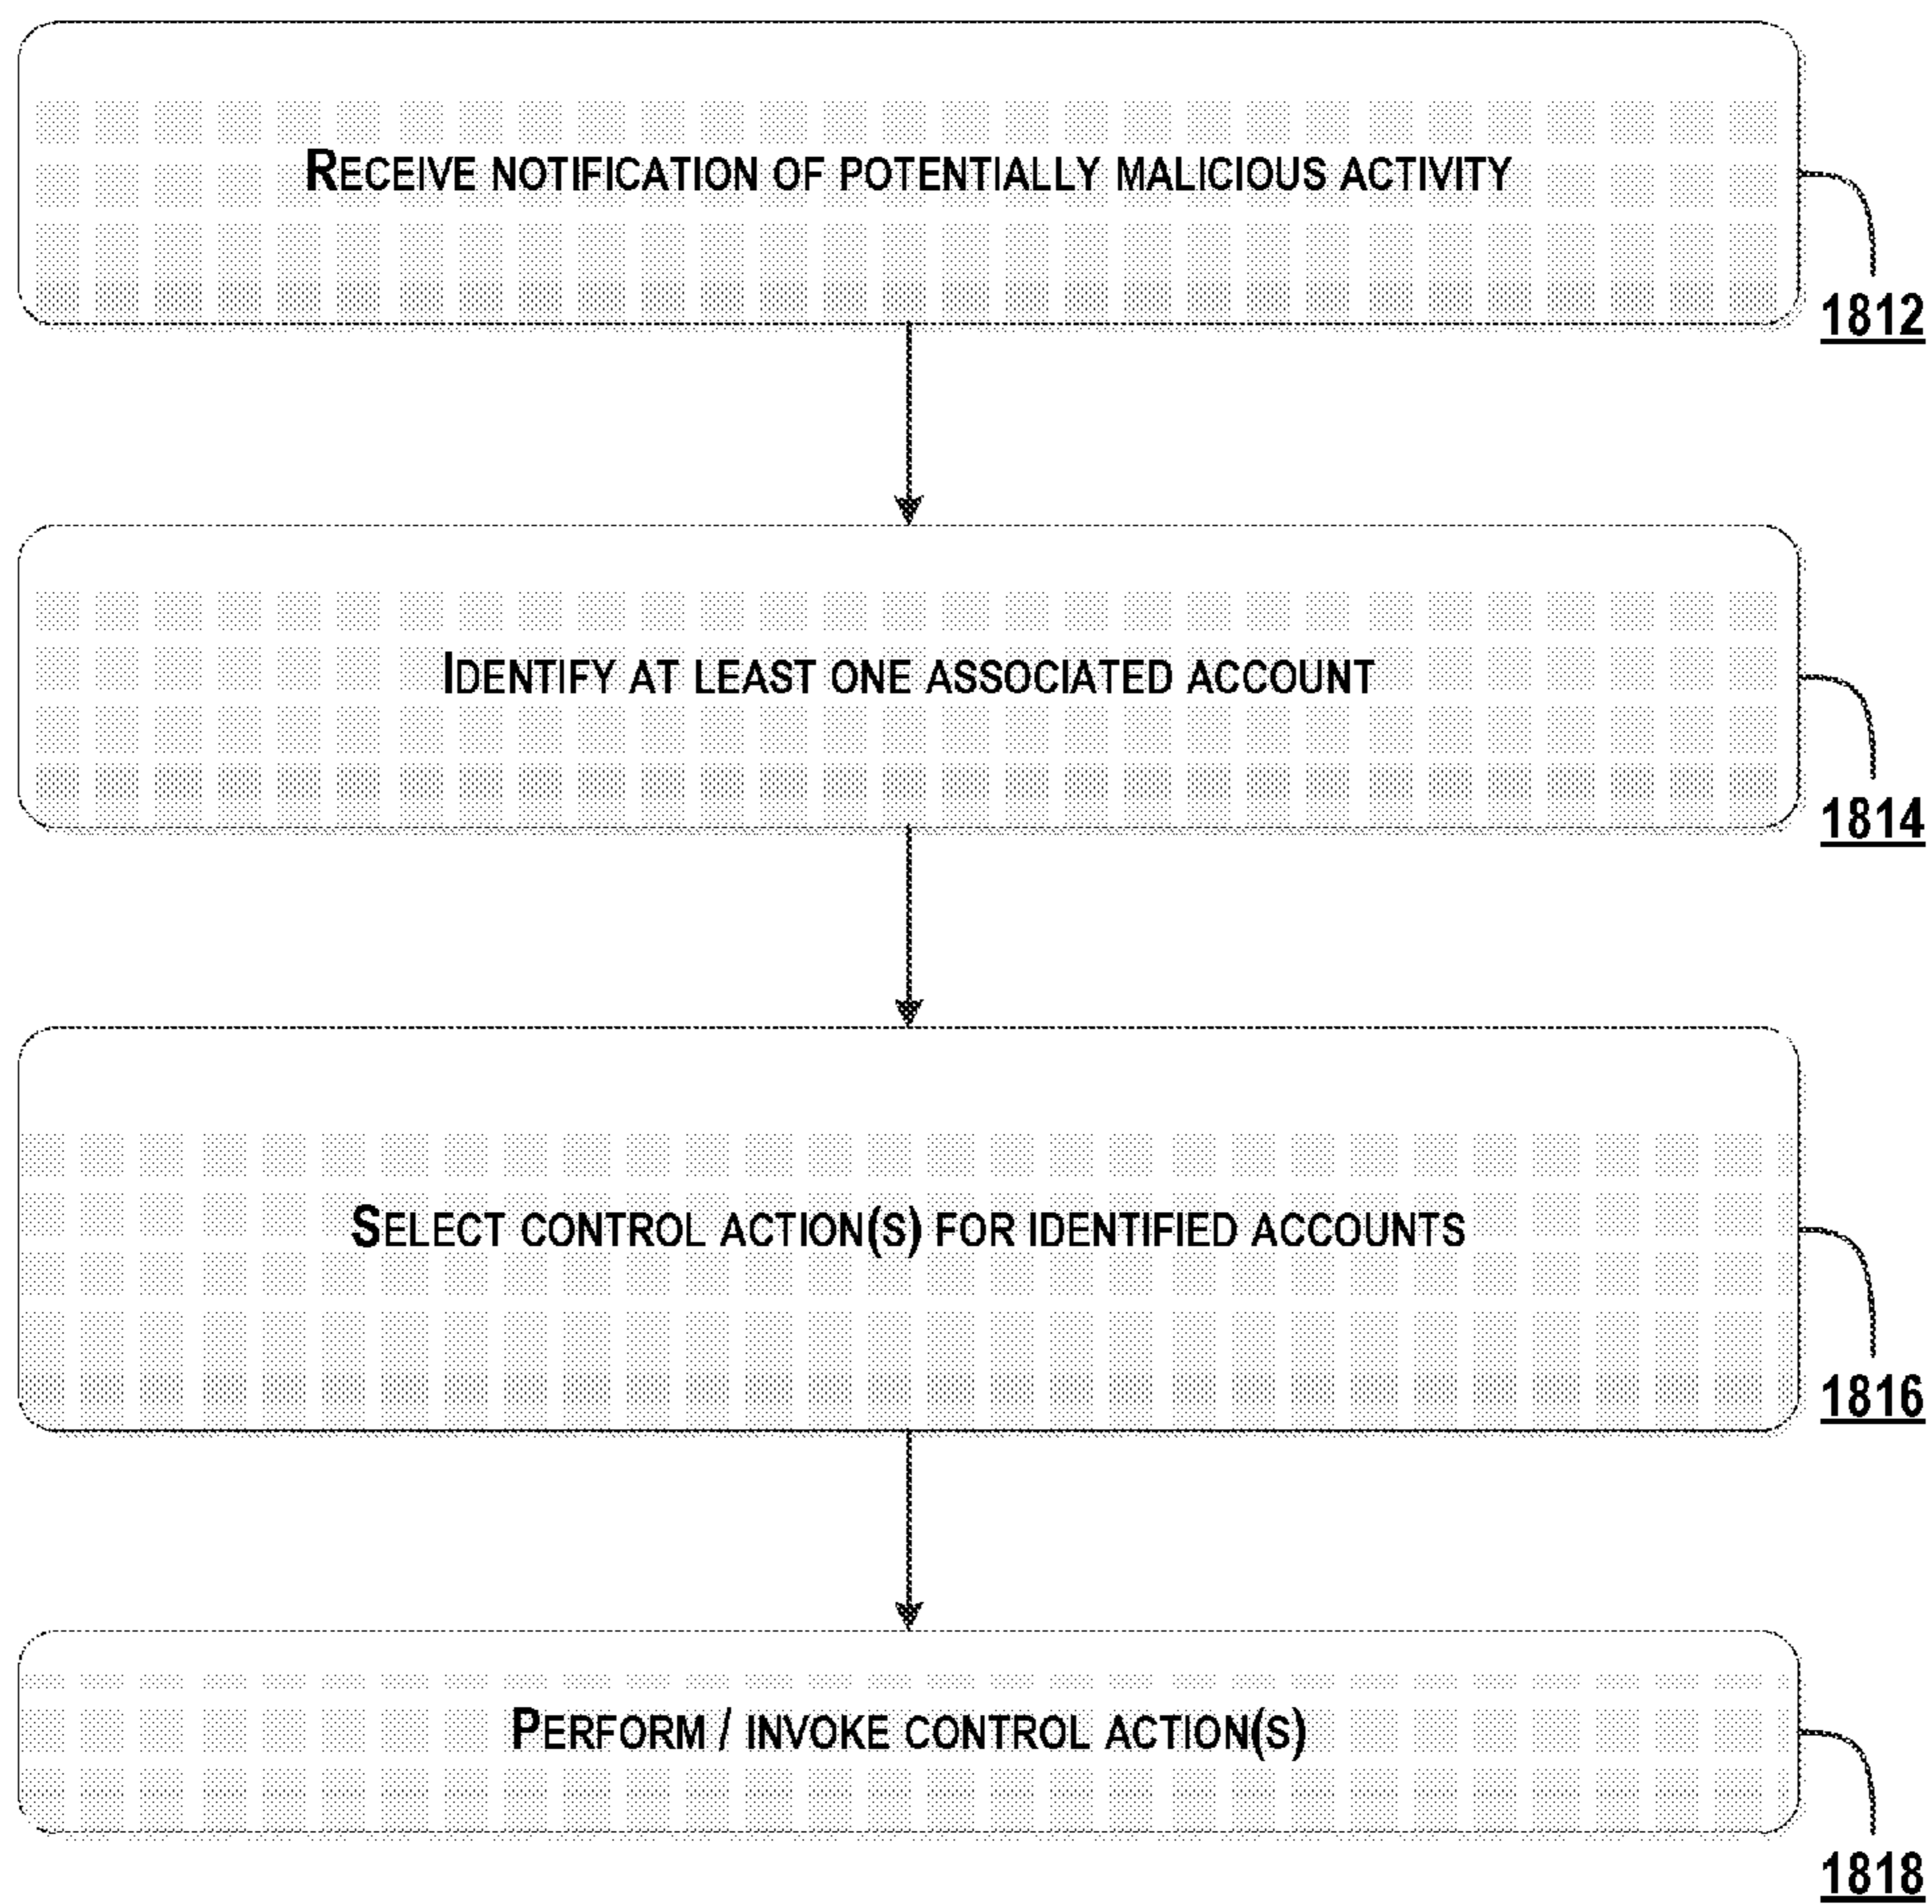 RECEIVE NOTIFICATION OF POTENTIALLY MALICIOUS ACTIVITY
1812
IDENTIFY AT LEAST ONE ASSOCIATED ACCOUNT
1814
SELECT CONTROL ACTION(S) FOR IDENTIFIED ACCOUNTS
1816
PERFORM / INVOKE CONTROL ACTION(S)
1818